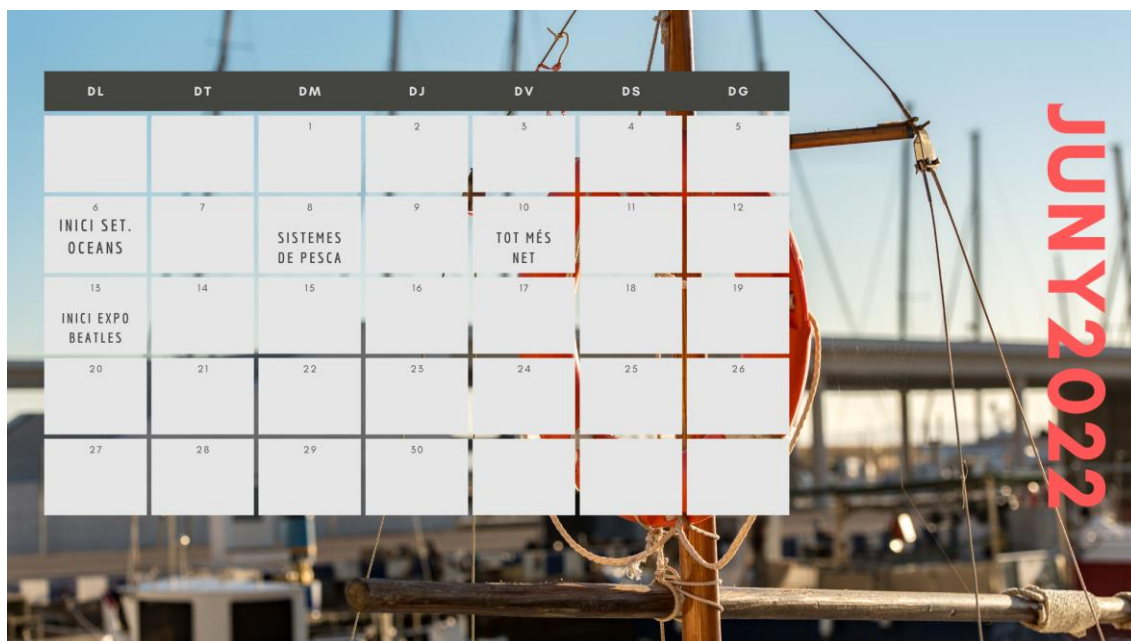 DL DT DM DJ DV DS DG
1 2 3 4 5
6 7 8 9 10 11 12
INICI SET.
OCEANS
SISTEMES
DE PESCA
TOT MÉS
NET
13 14 15 16 17 18 19
INICI EXPO
BEATLES
20 21 22 23 24 25 26
27 28 29 30
JUNY2022